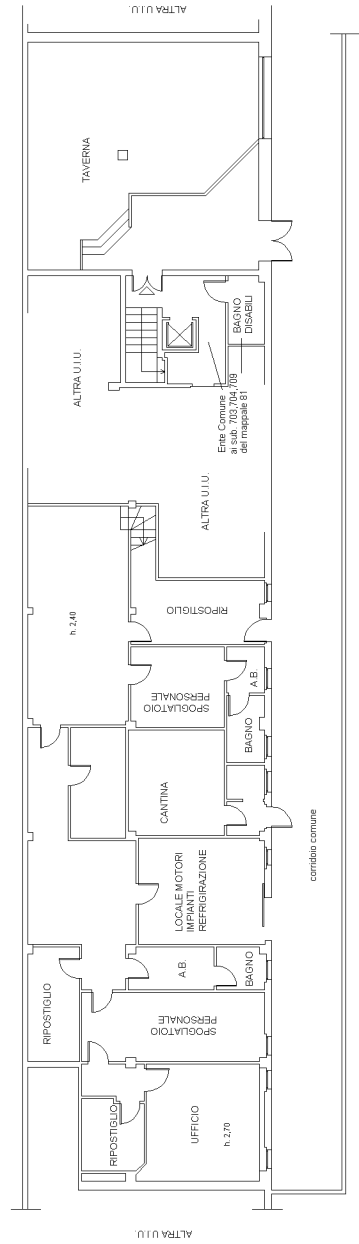 ALTRA U.I.U.
TAVERNA
BAGNO
DISABILI
ALTRA U.I.U.
Ente Comune
ai sub. 703,704,709
del mappale 81
ALTRA U.I.U.
h. 2,40
RIPOSTIGLIO
SPOGLIATOIO
PERSONALE
A.B.
BAGNO
CANTINA
corridoio comune
LOCALE MOTORI
IMPIANTI
REFRIGIRAZIONE
RIPOSTIGLIO
A.B.
BAGNO
SPOGLIATOIO
PERSONALE
RIPOSTIGLIO
UFFICIO
h. 2,70
ALTRA U.I.U.